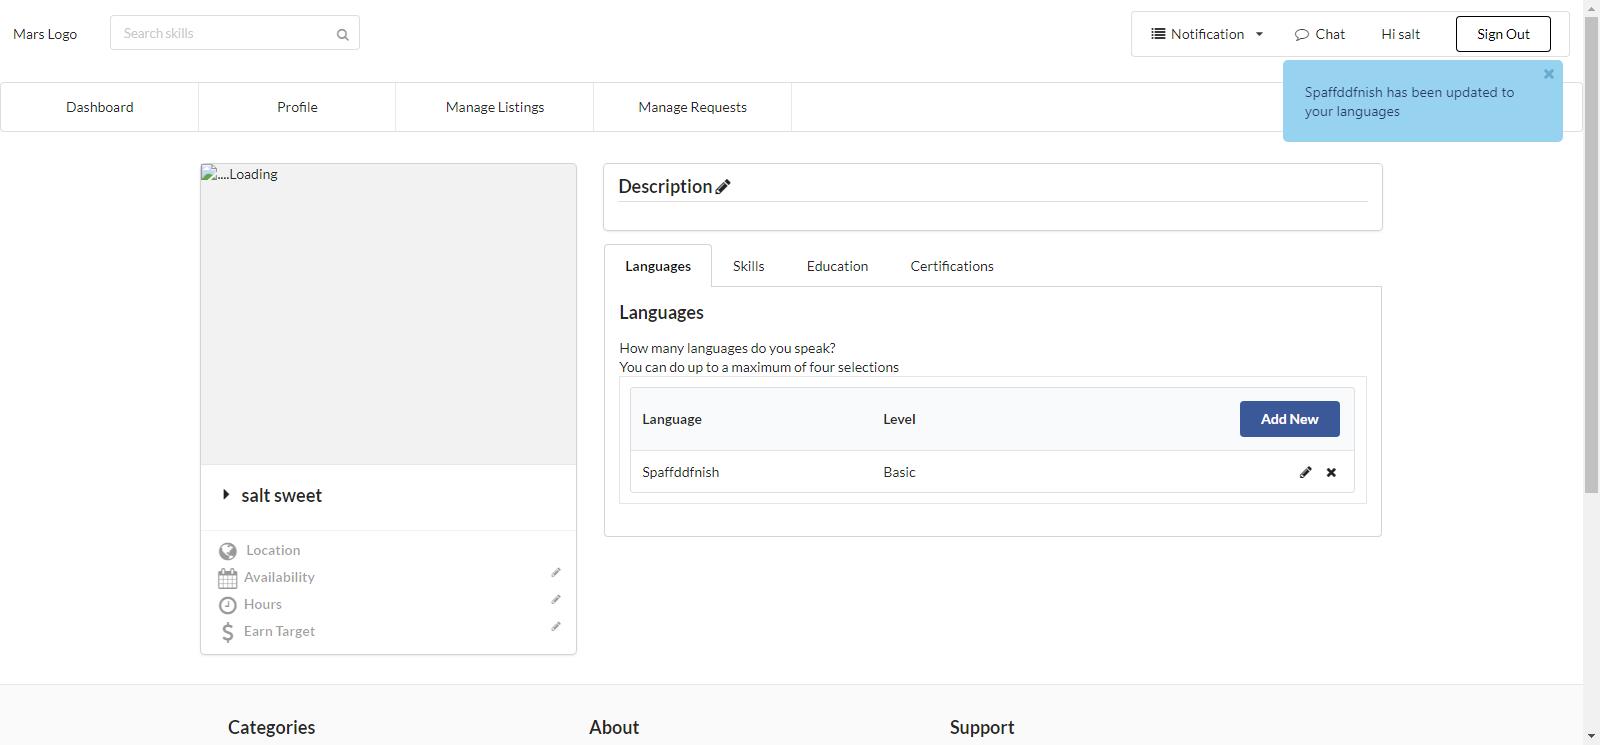 Mars Logo
Search skills
Notification
Chat
Hi salt
Sign Out
Spaffddfnish has been updated to
your languages
Dashboard
Profile
Manage Listings
Manage Requests
....Loading
salt sweet
Location
Availability
Hours
Earn Target
Description
Languages
Skills
Education
Certifications
Languages
How many languages do you speak?
You can do up to a maximum of four selections
Language
Level
Add New
Spaffddfnish
Basic
Categories
About
Support